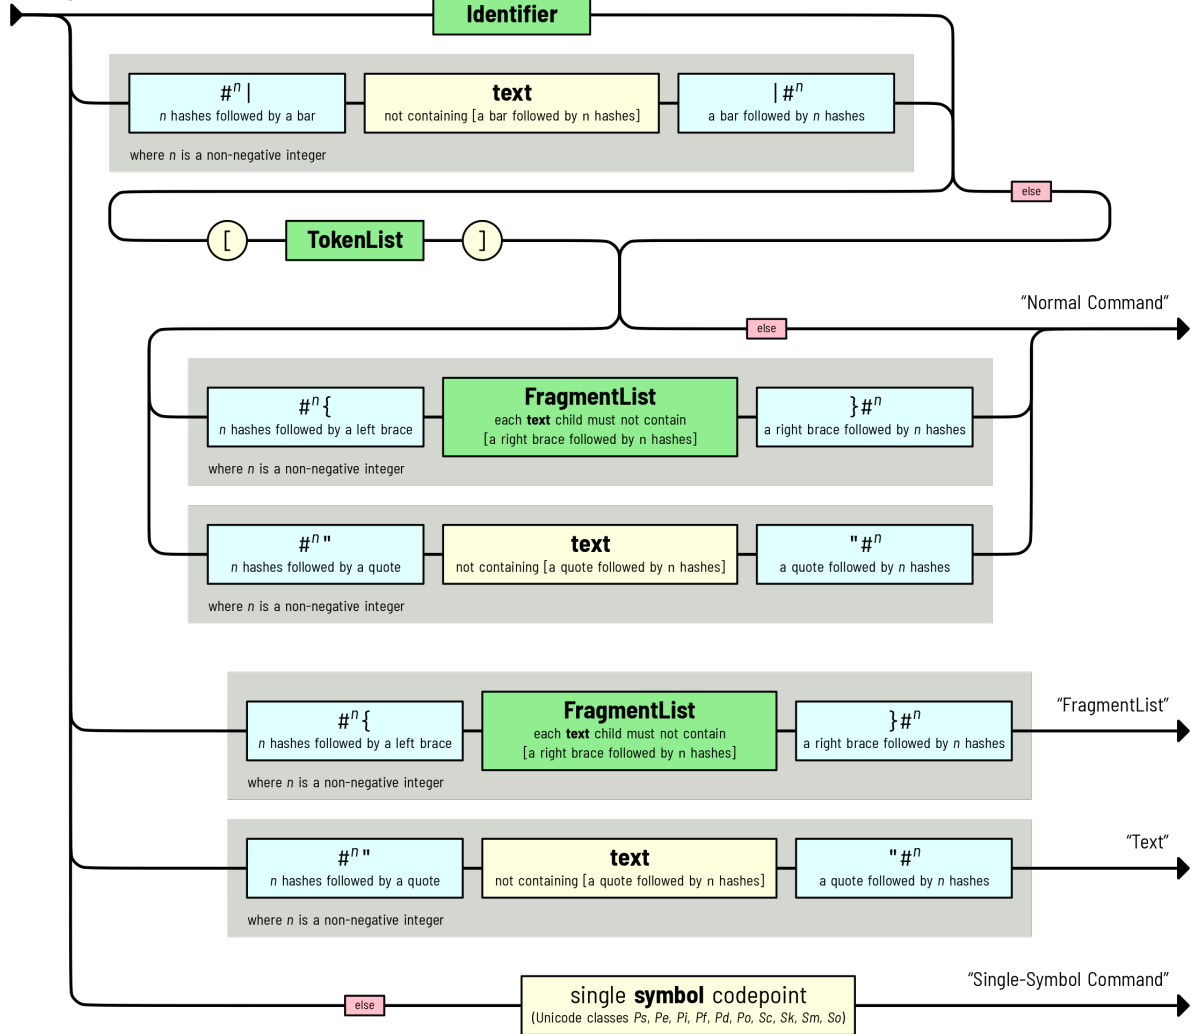 Identifier
#ⁿ|
n hashes followed by a bar
text
not containing [a bar followed by n hashes]
|#ⁿ
a bar followed by n hashes
where n is a non-negative integer
else
[
TokenList
]
“Normal Command”
else
#ⁿ{
n hashes followed by a left brace
FragmentList
each text child must not contain
[a right brace followed by n hashes]
}#ⁿ
a right brace followed by n hashes
where n is a non-negative integer
#ⁿ"
n hashes followed by a quote
text
not containing [a quote followed by n hashes]
"#ⁿ
a quote followed by n hashes
where n is a non-negative integer
“FragmentList”
#ⁿ{
n hashes followed by a left brace
FragmentList
each text child must not contain
[a right brace followed by n hashes]
}#ⁿ
a right brace followed by n hashes
where n is a non-negative integer
“Text”
#ⁿ"
n hashes followed by a quote
text
not containing [a quote followed by n hashes]
"#ⁿ
a quote followed by n hashes
where n is a non-negative integer
“Single-Symbol Command”
else
single symbol codepoint
(Unicode classes Ps, Pe, Pi, Pf, Pd, Po, Sc, Sk, Sm, So)